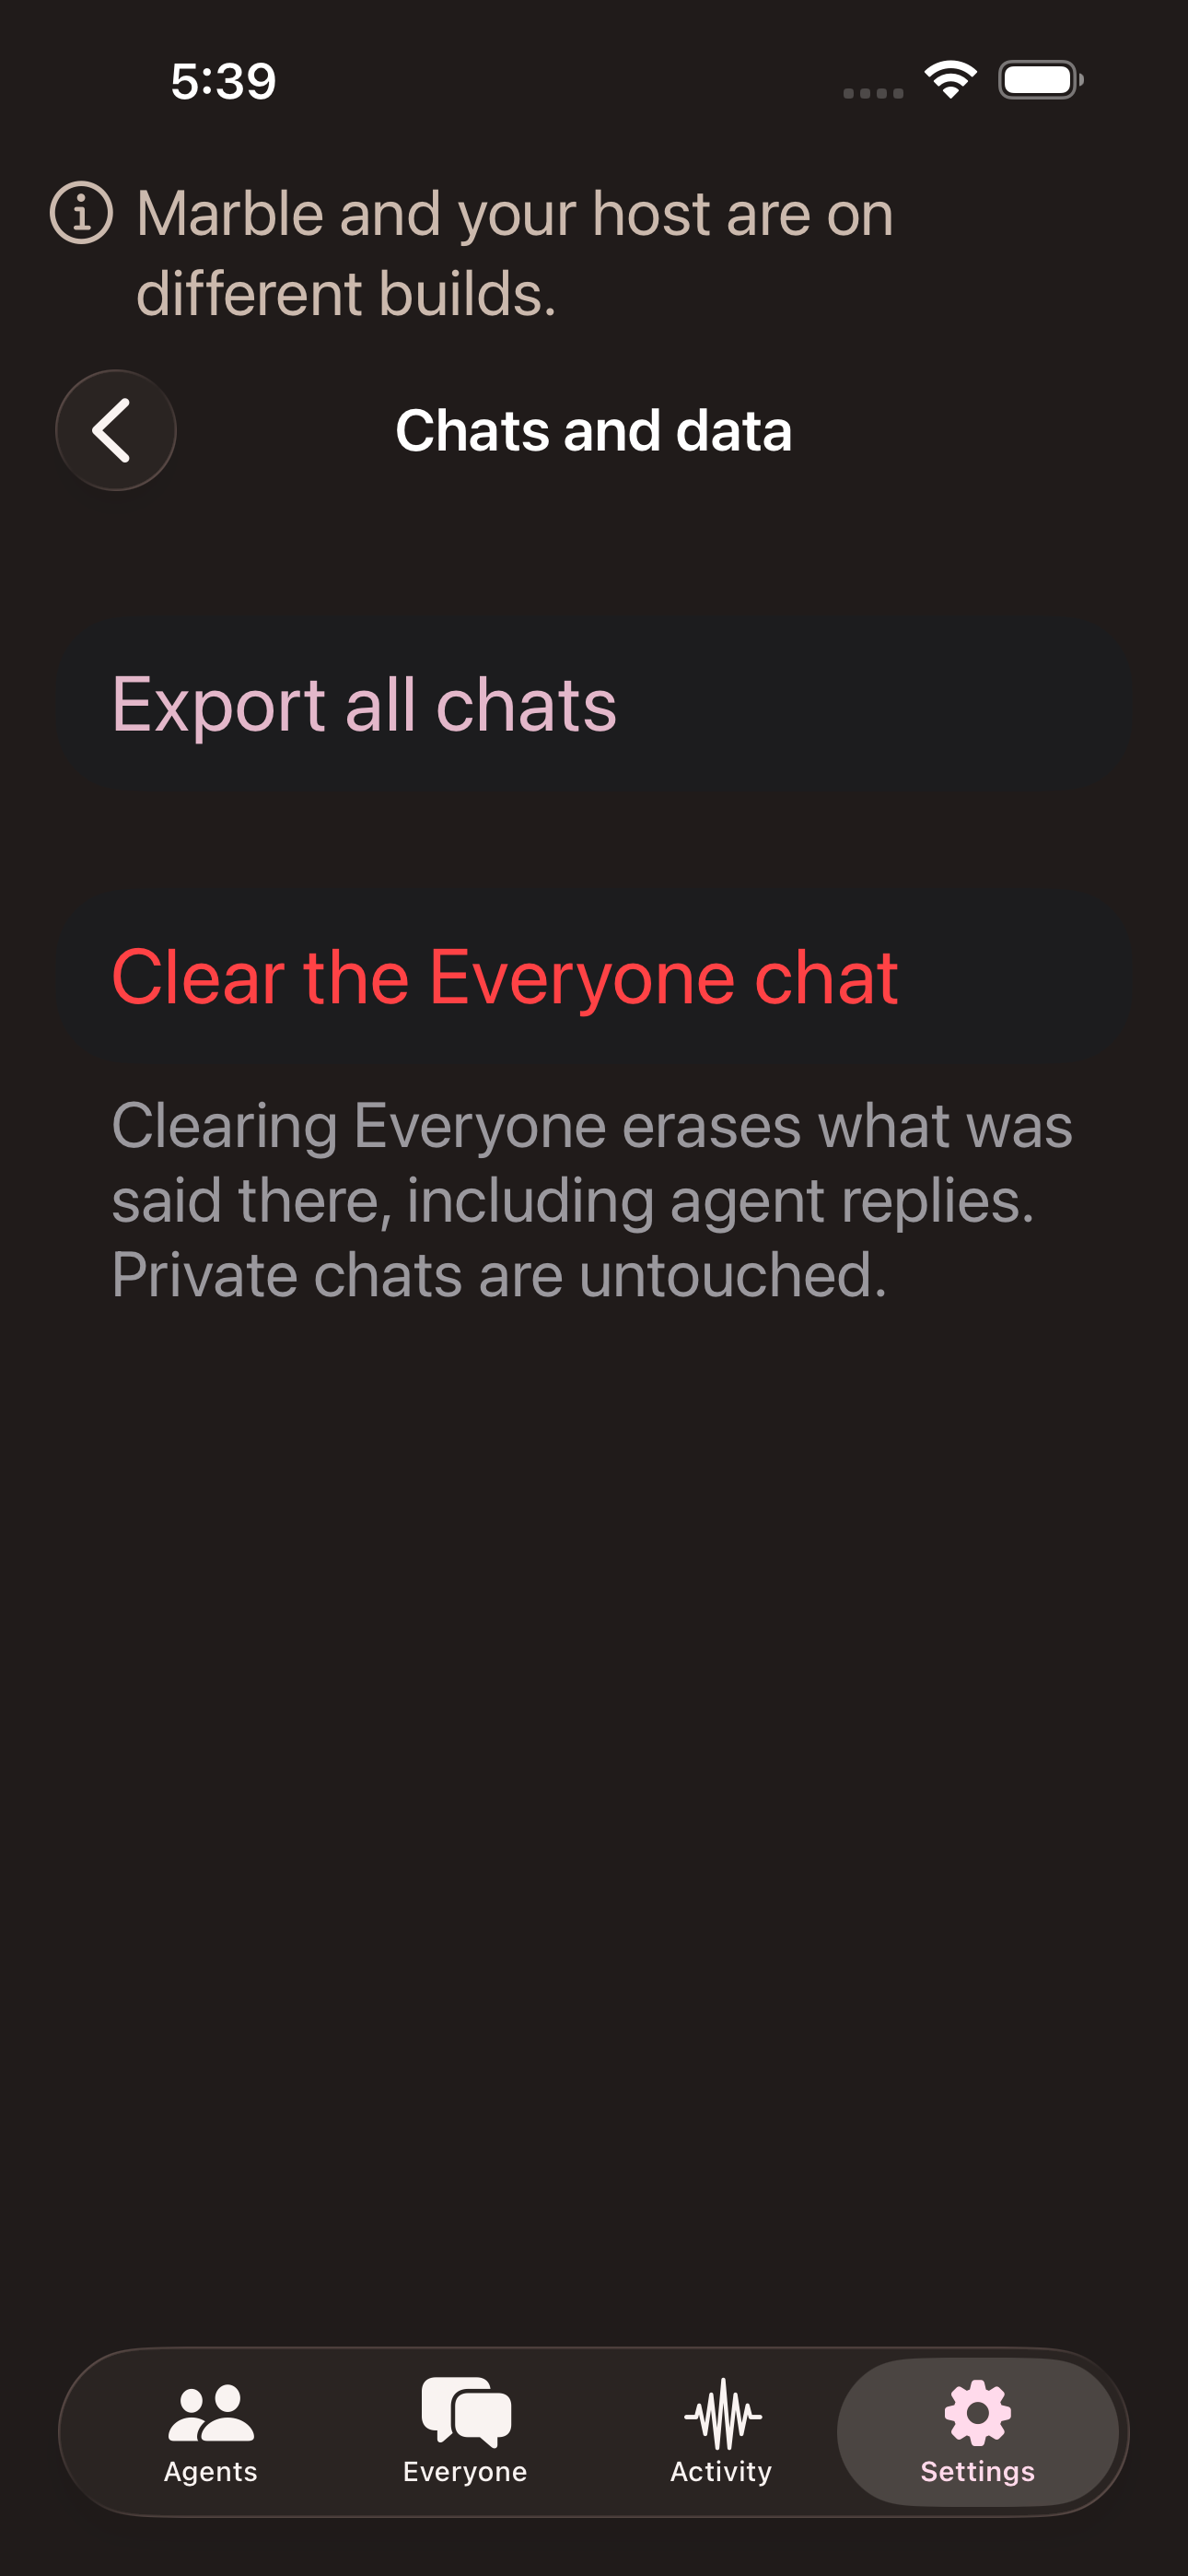 5:39
Marble and your host are on
different builds.
Chats and data
Export all chats
Clear the Everyone chat
Clearing Everyone erases what was
said there, including agent replies.
Private chats are untouched.
Agents
Everyone
Activity
Settings